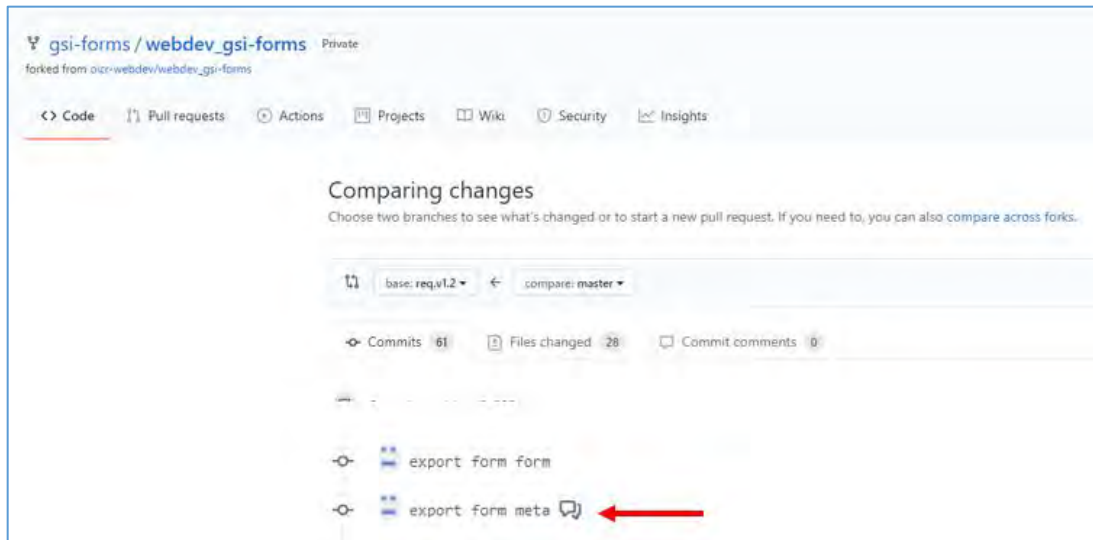 gsi-forms / webdev_gsi-forms Private
forked from oicr-webdev/webdev_gsi-forms
<> Code Pull requests Actions Projects Wiki Security Insights
Comparing changes
Choose two branches to see what's changed or to start a new pull request. If you need to, you can also compare across forks.
base: req.v1.2 ← compare: master
Commits 61 Files changed 28 Commit comments 0
export form form
export form meta